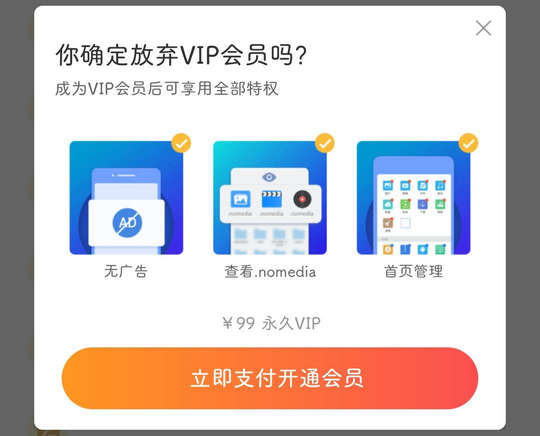 你确定放弃VIP会员吗?
成为VIP会员后可享用全部特权
AD
.nomedia .nomedia .nomedia
无广告 查看.nomedia 首页管理
￥99 永久VIP
立即支付开通会员